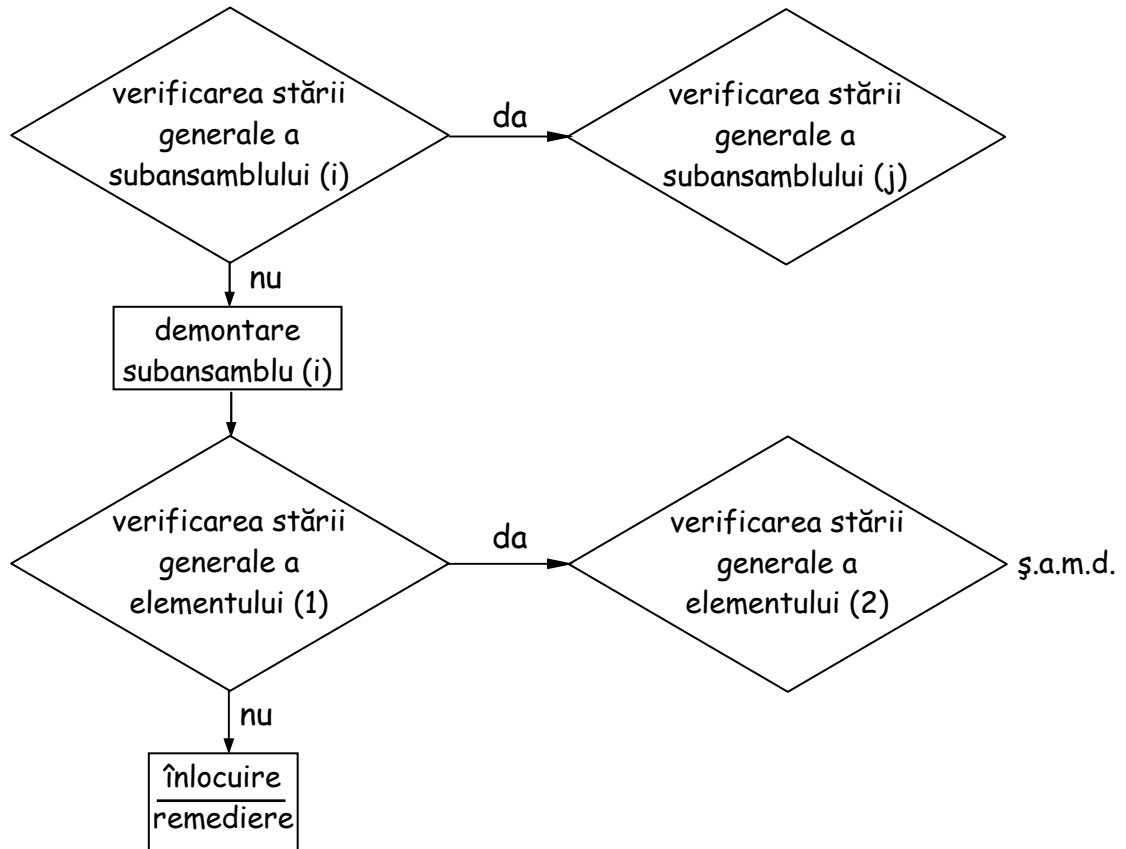 verificarea stării
generale a
subansamblului (i)
da
verificarea stării
generale a
subansamblului (j)
nu
demontare
subansamblu (i)
verificarea stării
generale a
elementului (1)
da
verificarea stării
generale a
elementului (2)
ş.a.m.d.
nu
înlocuire
remediere